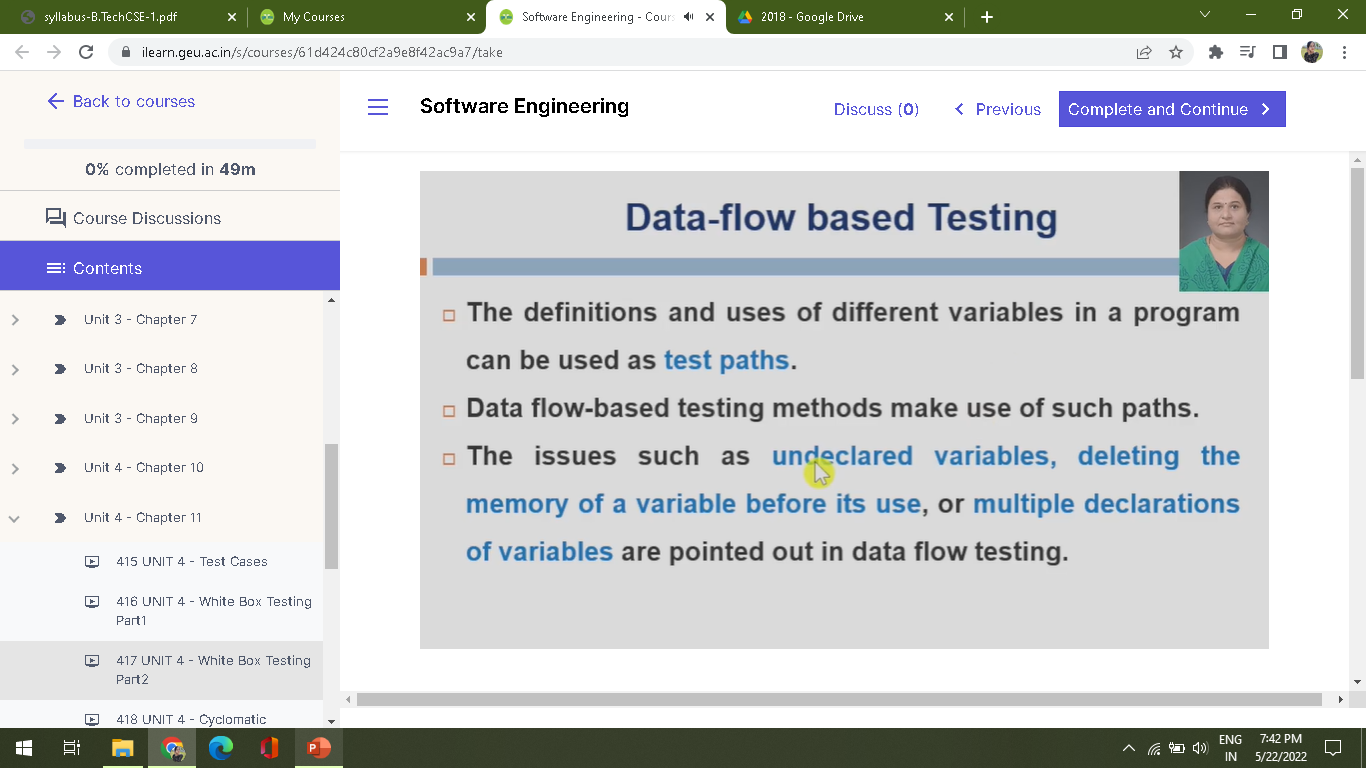 syllabus-B.TechCSE-1.pdf
My Courses
Software Engineering - Cour
2018 - Google Drive
ilearn.geu.ac.in/s/courses/61d424c80cf2a9e8f42ac9a7/take
Back to courses
0% completed in 49m
Course Discussions
Contents
Unit 3 - Chapter 7
Unit 3 - Chapter 8
Unit 3 - Chapter 9
Unit 4 - Chapter 10
Unit 4 - Chapter 11
415 UNIT 4 - Test Cases
416 UNIT 4 - White Box Testing
Part1
417 UNIT 4 - White Box Testing
Part2
418 UNIT 4 - Cyclomatic
Software Engineering
Discuss (0)
Previous
Complete and Continue
Data-flow based Testing
The definitions and uses of different variables in a program
can be used as test paths.
Data flow-based testing methods make use of such paths.
The issues such as undeclared variables, deleting the
memory of a variable before its use, or multiple declarations
of variables are pointed out in data flow testing.
ENG
IN
7:42 PM
5/22/2022